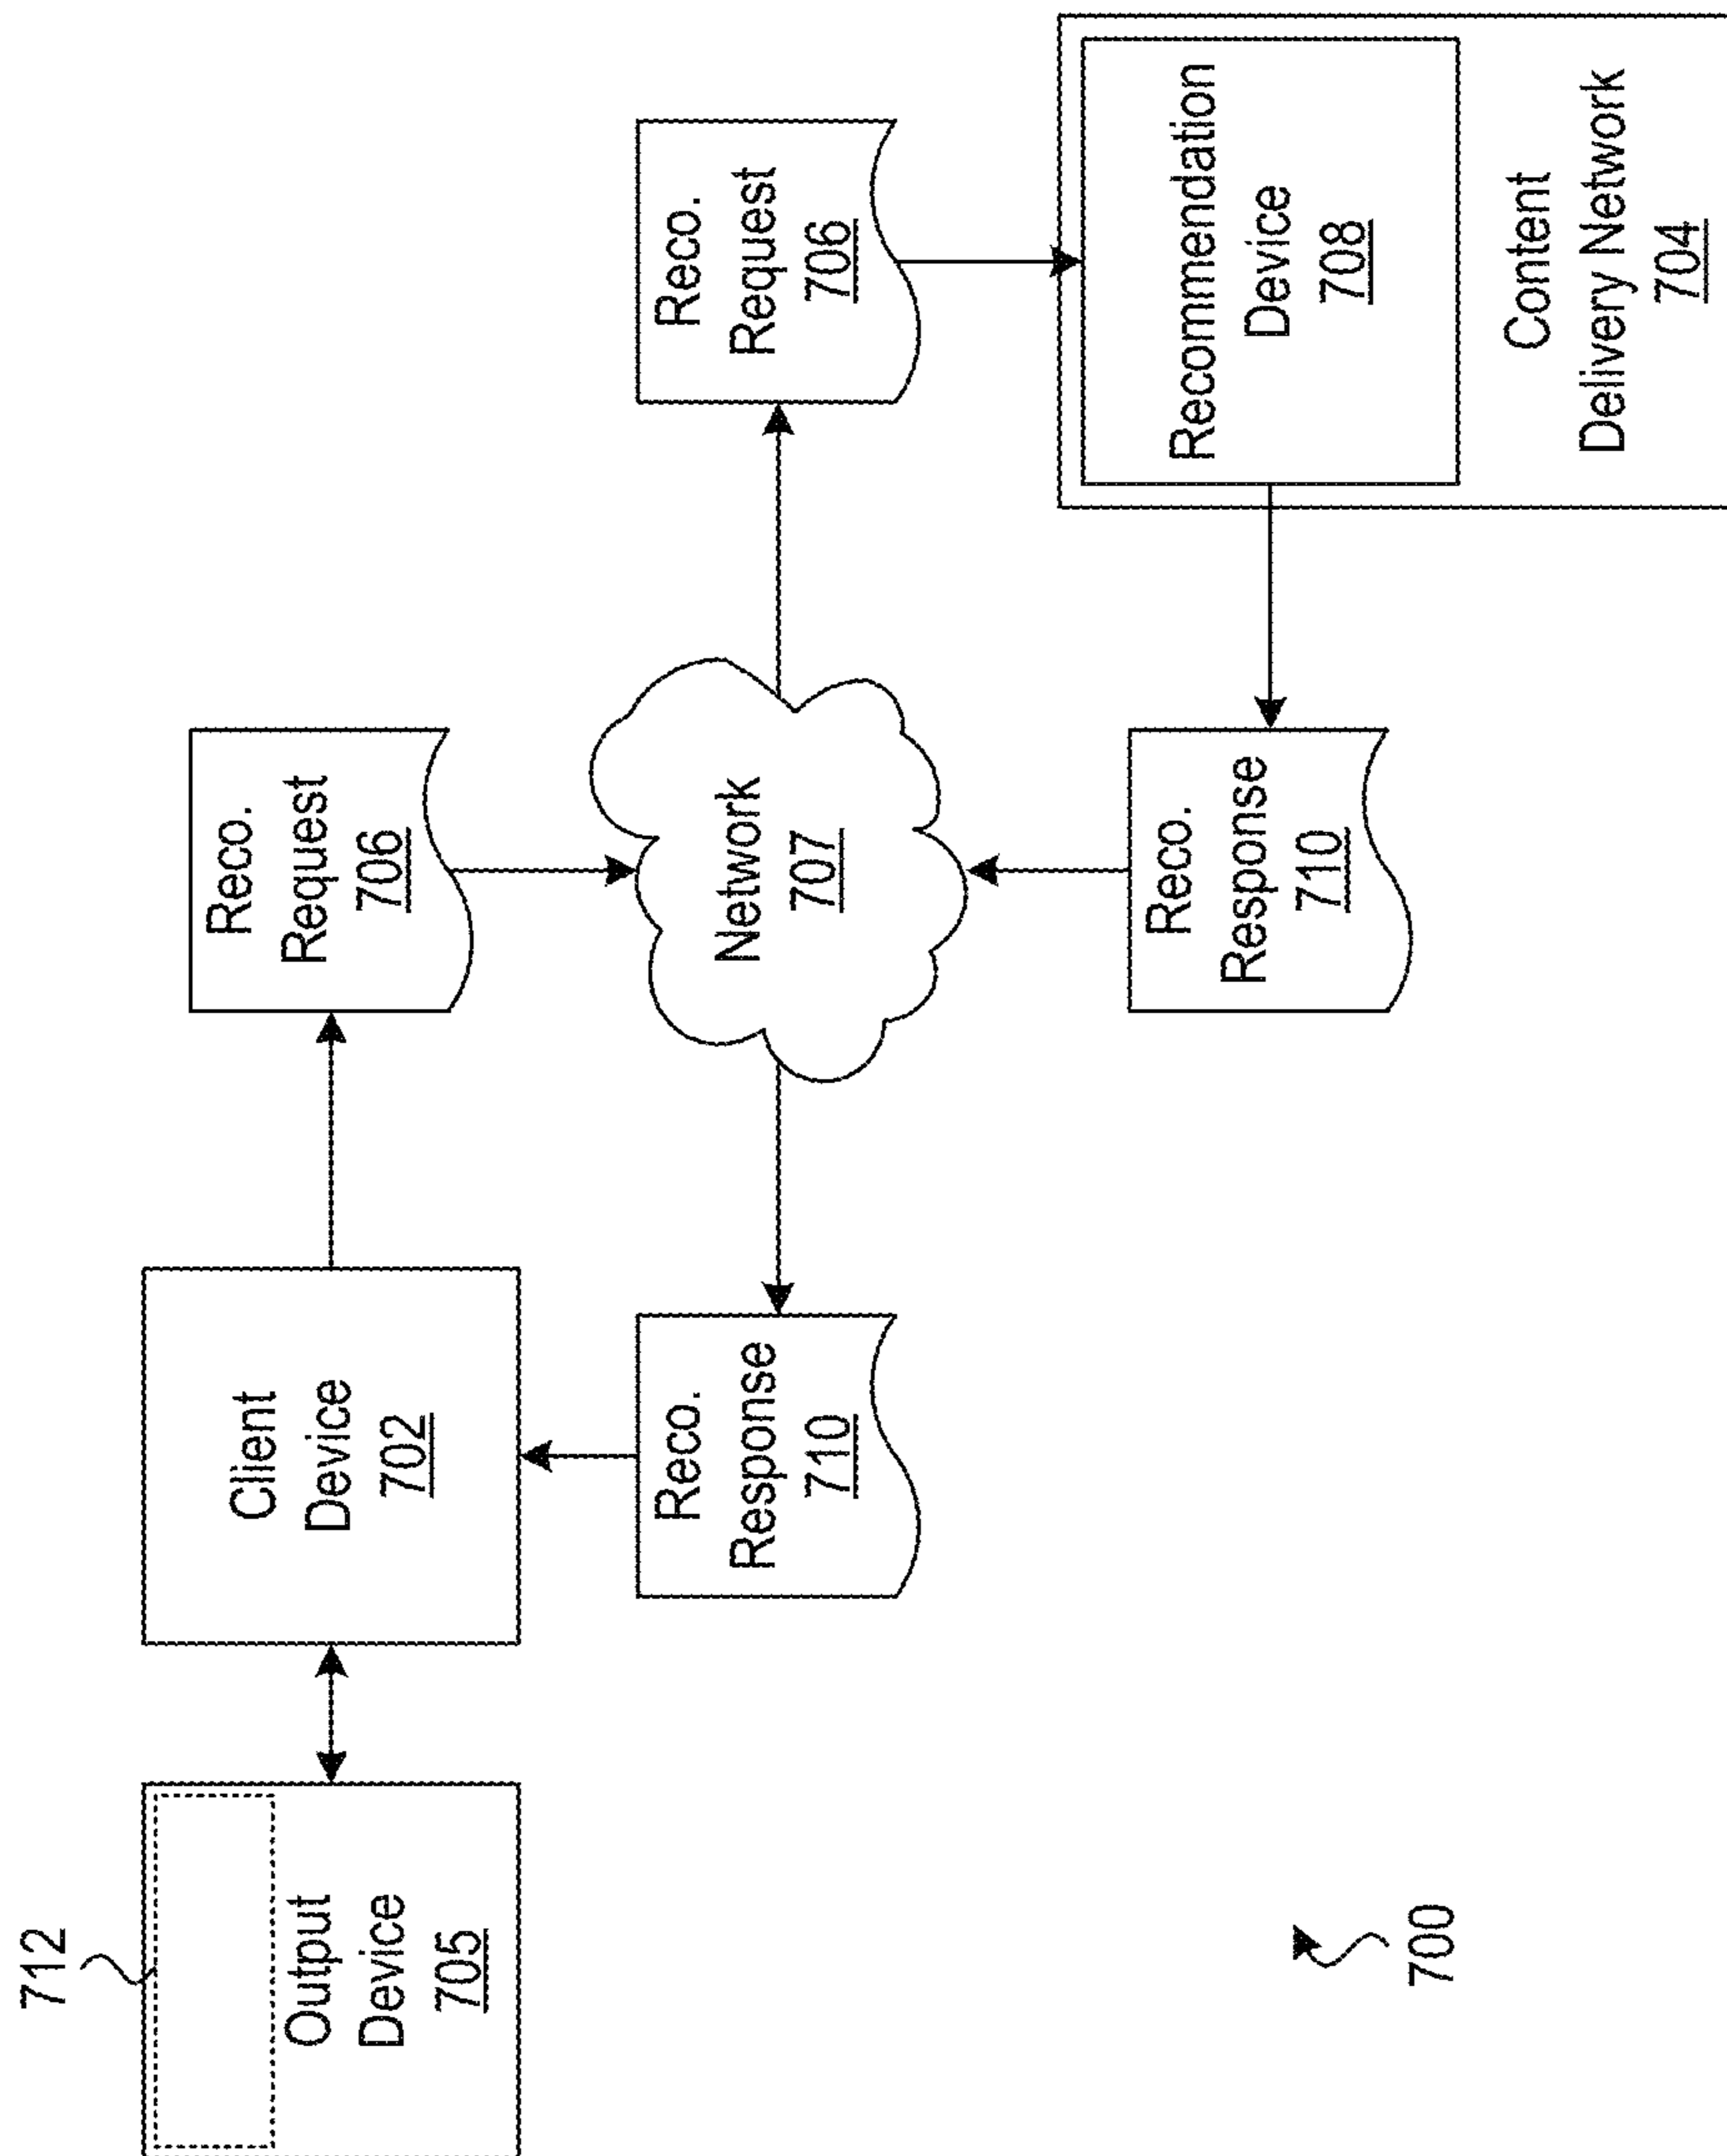 712
Output
Device
705
Client
Device
702
Reco.
Request
706
Reco.
Response
710
Network
707
Reco.
Request
706
Reco.
Response
710
Recommendation
Device
708
Content
Delivery Network
704
700